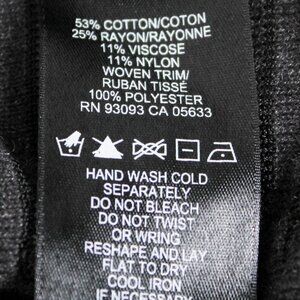 53% COTTON/COTON
25% RAYON/RAYONNE
11% VISCOSE
11% NYLON
WOVEN TRIM/
RUBAN TISSÉ
100% POLYESTER
RN 93093 CA 05633
HAND WASH COLD
SEPARATELY
DO NOT BLEACH
DO NOT TWIST
OR WRING
RESHAPE AND LAY
FLAT TO DRY
COOL IRON
IF NECESSARY